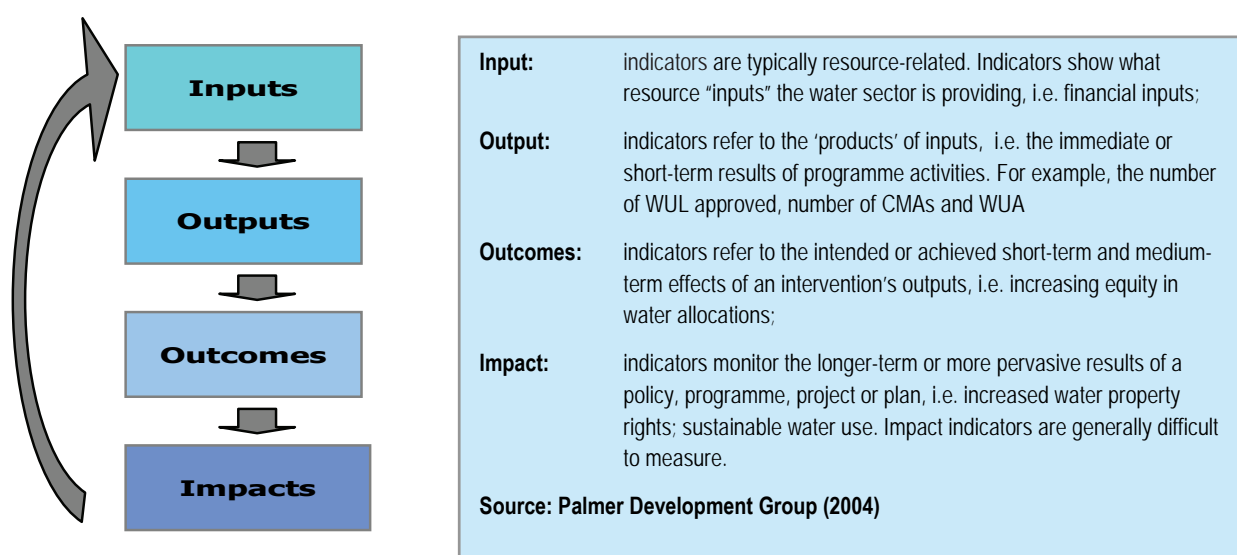 Inputs
Outputs
Outcomes
Impacts
Input: indicators are typically resource-related. Indicators show what
resource “inputs” the water sector is providing, i.e. financial inputs;
Output: indicators refer to the ‘products’ of inputs, i.e. the immediate or
short-term results of programme activities. For example, the number
of WUL approved, number of CMAs and WUA
Outcomes: indicators refer to the intended or achieved short-term and medium-
term effects of an intervention’s outputs, i.e. increasing equity in
water allocations;
Impact: indicators monitor the longer-term or more pervasive results of a
policy, programme, project or plan, i.e. increased water property
rights; sustainable water use. Impact indicators are generally difficult
to measure.
Source: Palmer Development Group (2004)